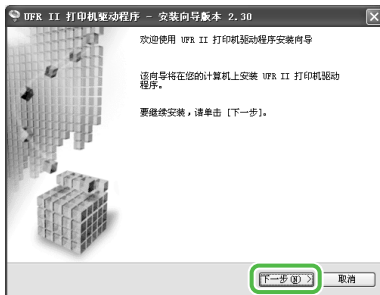 UFR II 打印机驱动程序 - 安装向导版本 2.30
欢迎使用 UFR II 打印机驱动程序安装向导
该向导将在您的计算机上安装 UFR II 打印机驱动
程序。
要继续安装，请单击 [下一步]。
下一步(N) >
取消